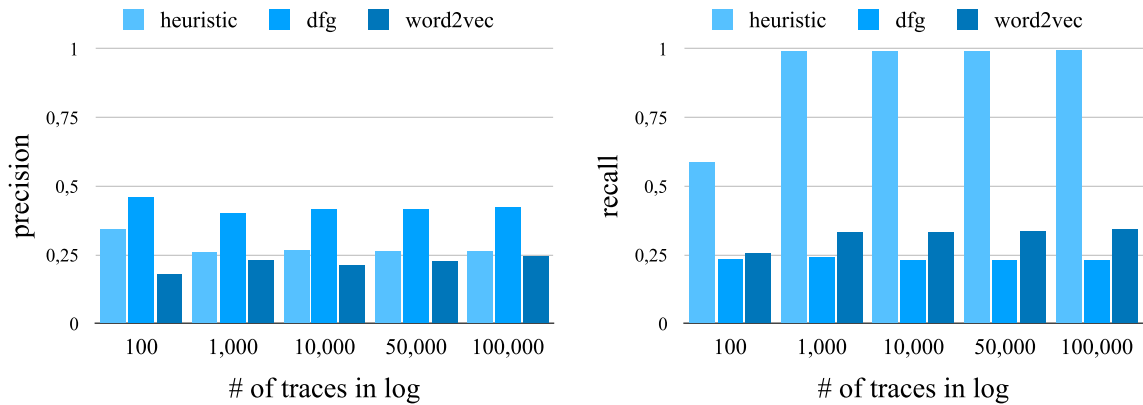 heuristic dfg word2vec
1
0,75
0,5
0,25
0
precision
100 1,000 10,000 50,000 100,000
# of traces in log
heuristic dfg word2vec
1
0,75
0,5
0,25
0
recall
100 1,000 10,000 50,000 100,000
# of traces in log